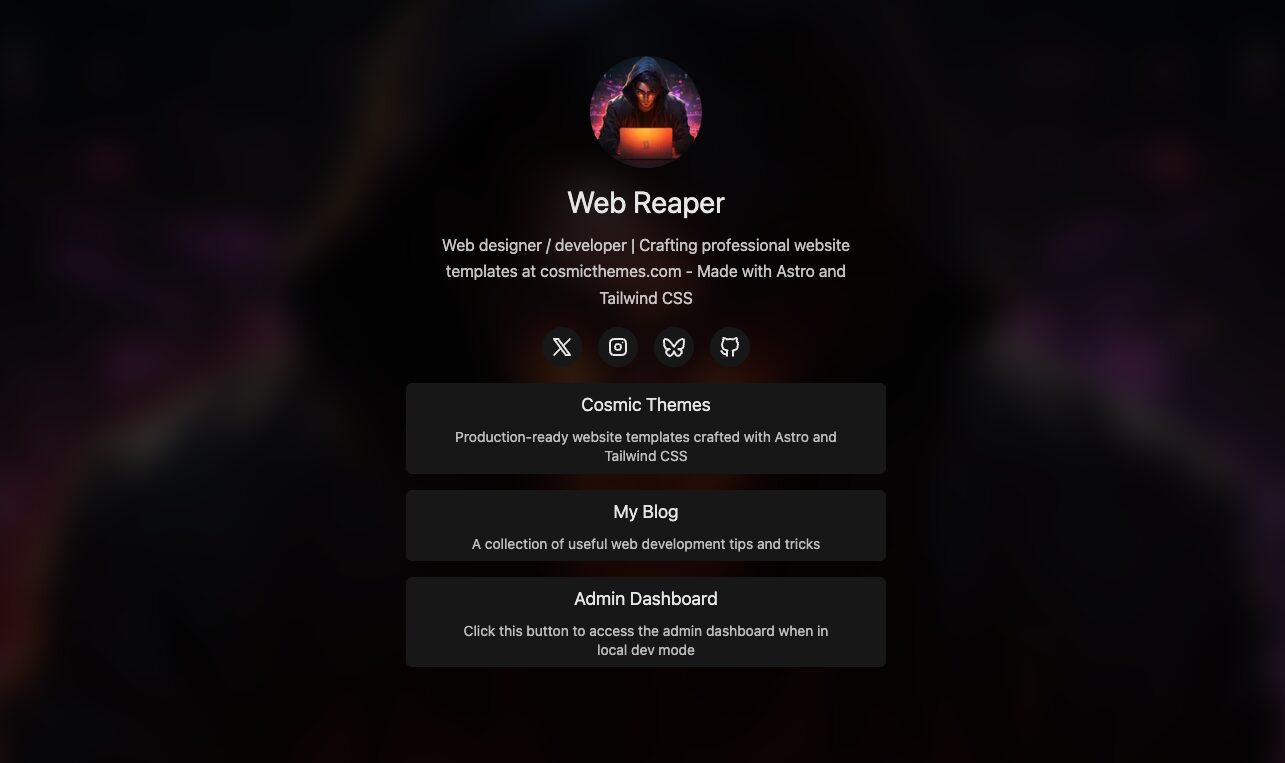 Web Reaper
Web designer / developer | Crafting professional website
templates at cosmicthemes.com - Made with Astro and
Tailwind CSS
Cosmic Themes
Production-ready website templates crafted with Astro and
Tailwind CSS
My Blog
A collection of useful web development tips and tricks
Admin Dashboard
Click this button to access the admin dashboard when in
local dev mode